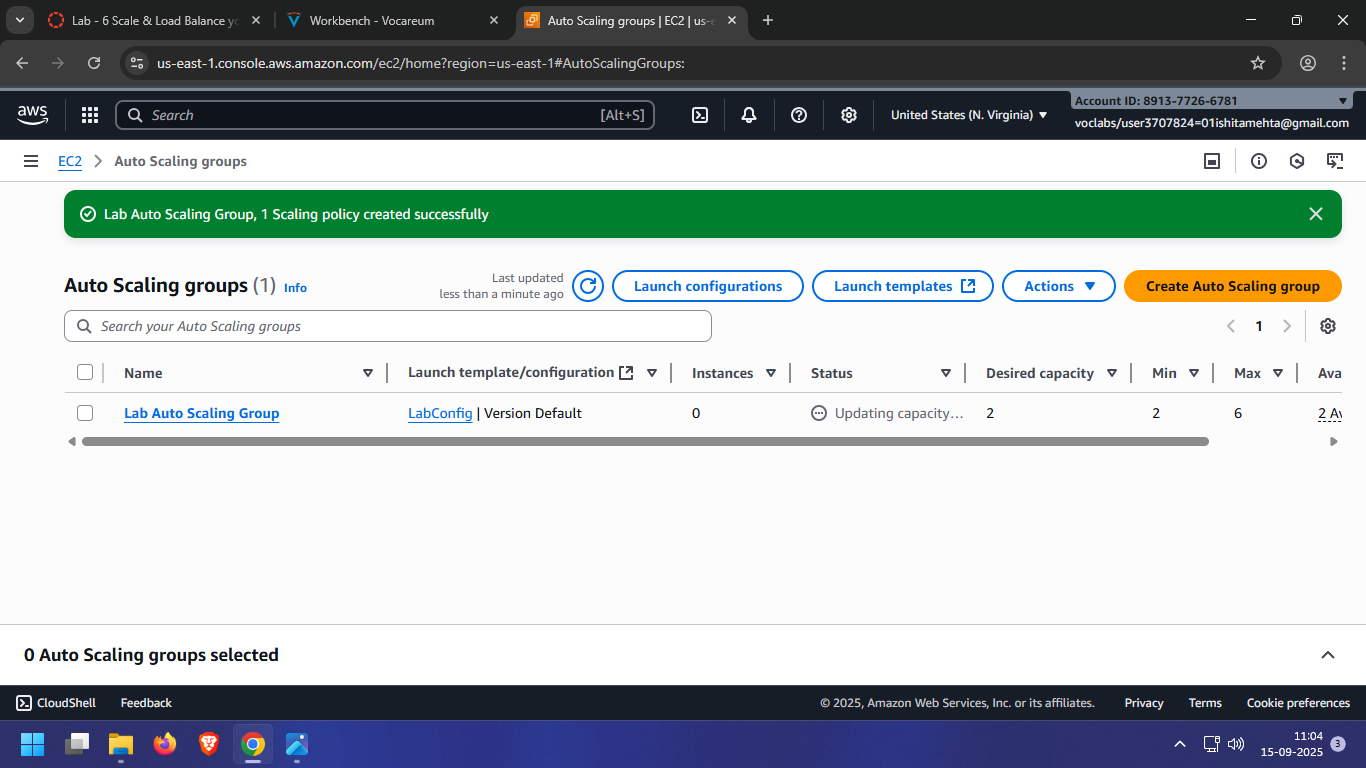 Lab - 6 Scale & Load Balance yo
Workbench - Vocareum
Auto Scaling groups | EC2 | us-e
us-east-1.console.aws.amazon.com/ec2/home?region=us-east-1#AutoScalingGroups:
aws
Search
[Alt+S]
United States (N. Virginia)
Account ID: 8913-7726-6781
voclabs/user3707824=01ishitamehta@gmail.com
EC2
Auto Scaling groups
Lab Auto Scaling Group, 1 Scaling policy created successfully
Auto Scaling groups (1) Info
Last updated
less than a minute ago
Launch configurations
Launch templates
Actions
Create Auto Scaling group
Search your Auto Scaling groups
1
Name Launch template/configuration Instances Status Desired capacity Min Max Ava
Lab Auto Scaling Group LabConfig | Version Default 0 Updating capacity... 2 2 6 2 Av
0 Auto Scaling groups selected
CloudShell Feedback © 2025, Amazon Web Services, Inc. or its affiliates. Privacy Terms Cookie preferences
11:04
15-09-2025
3